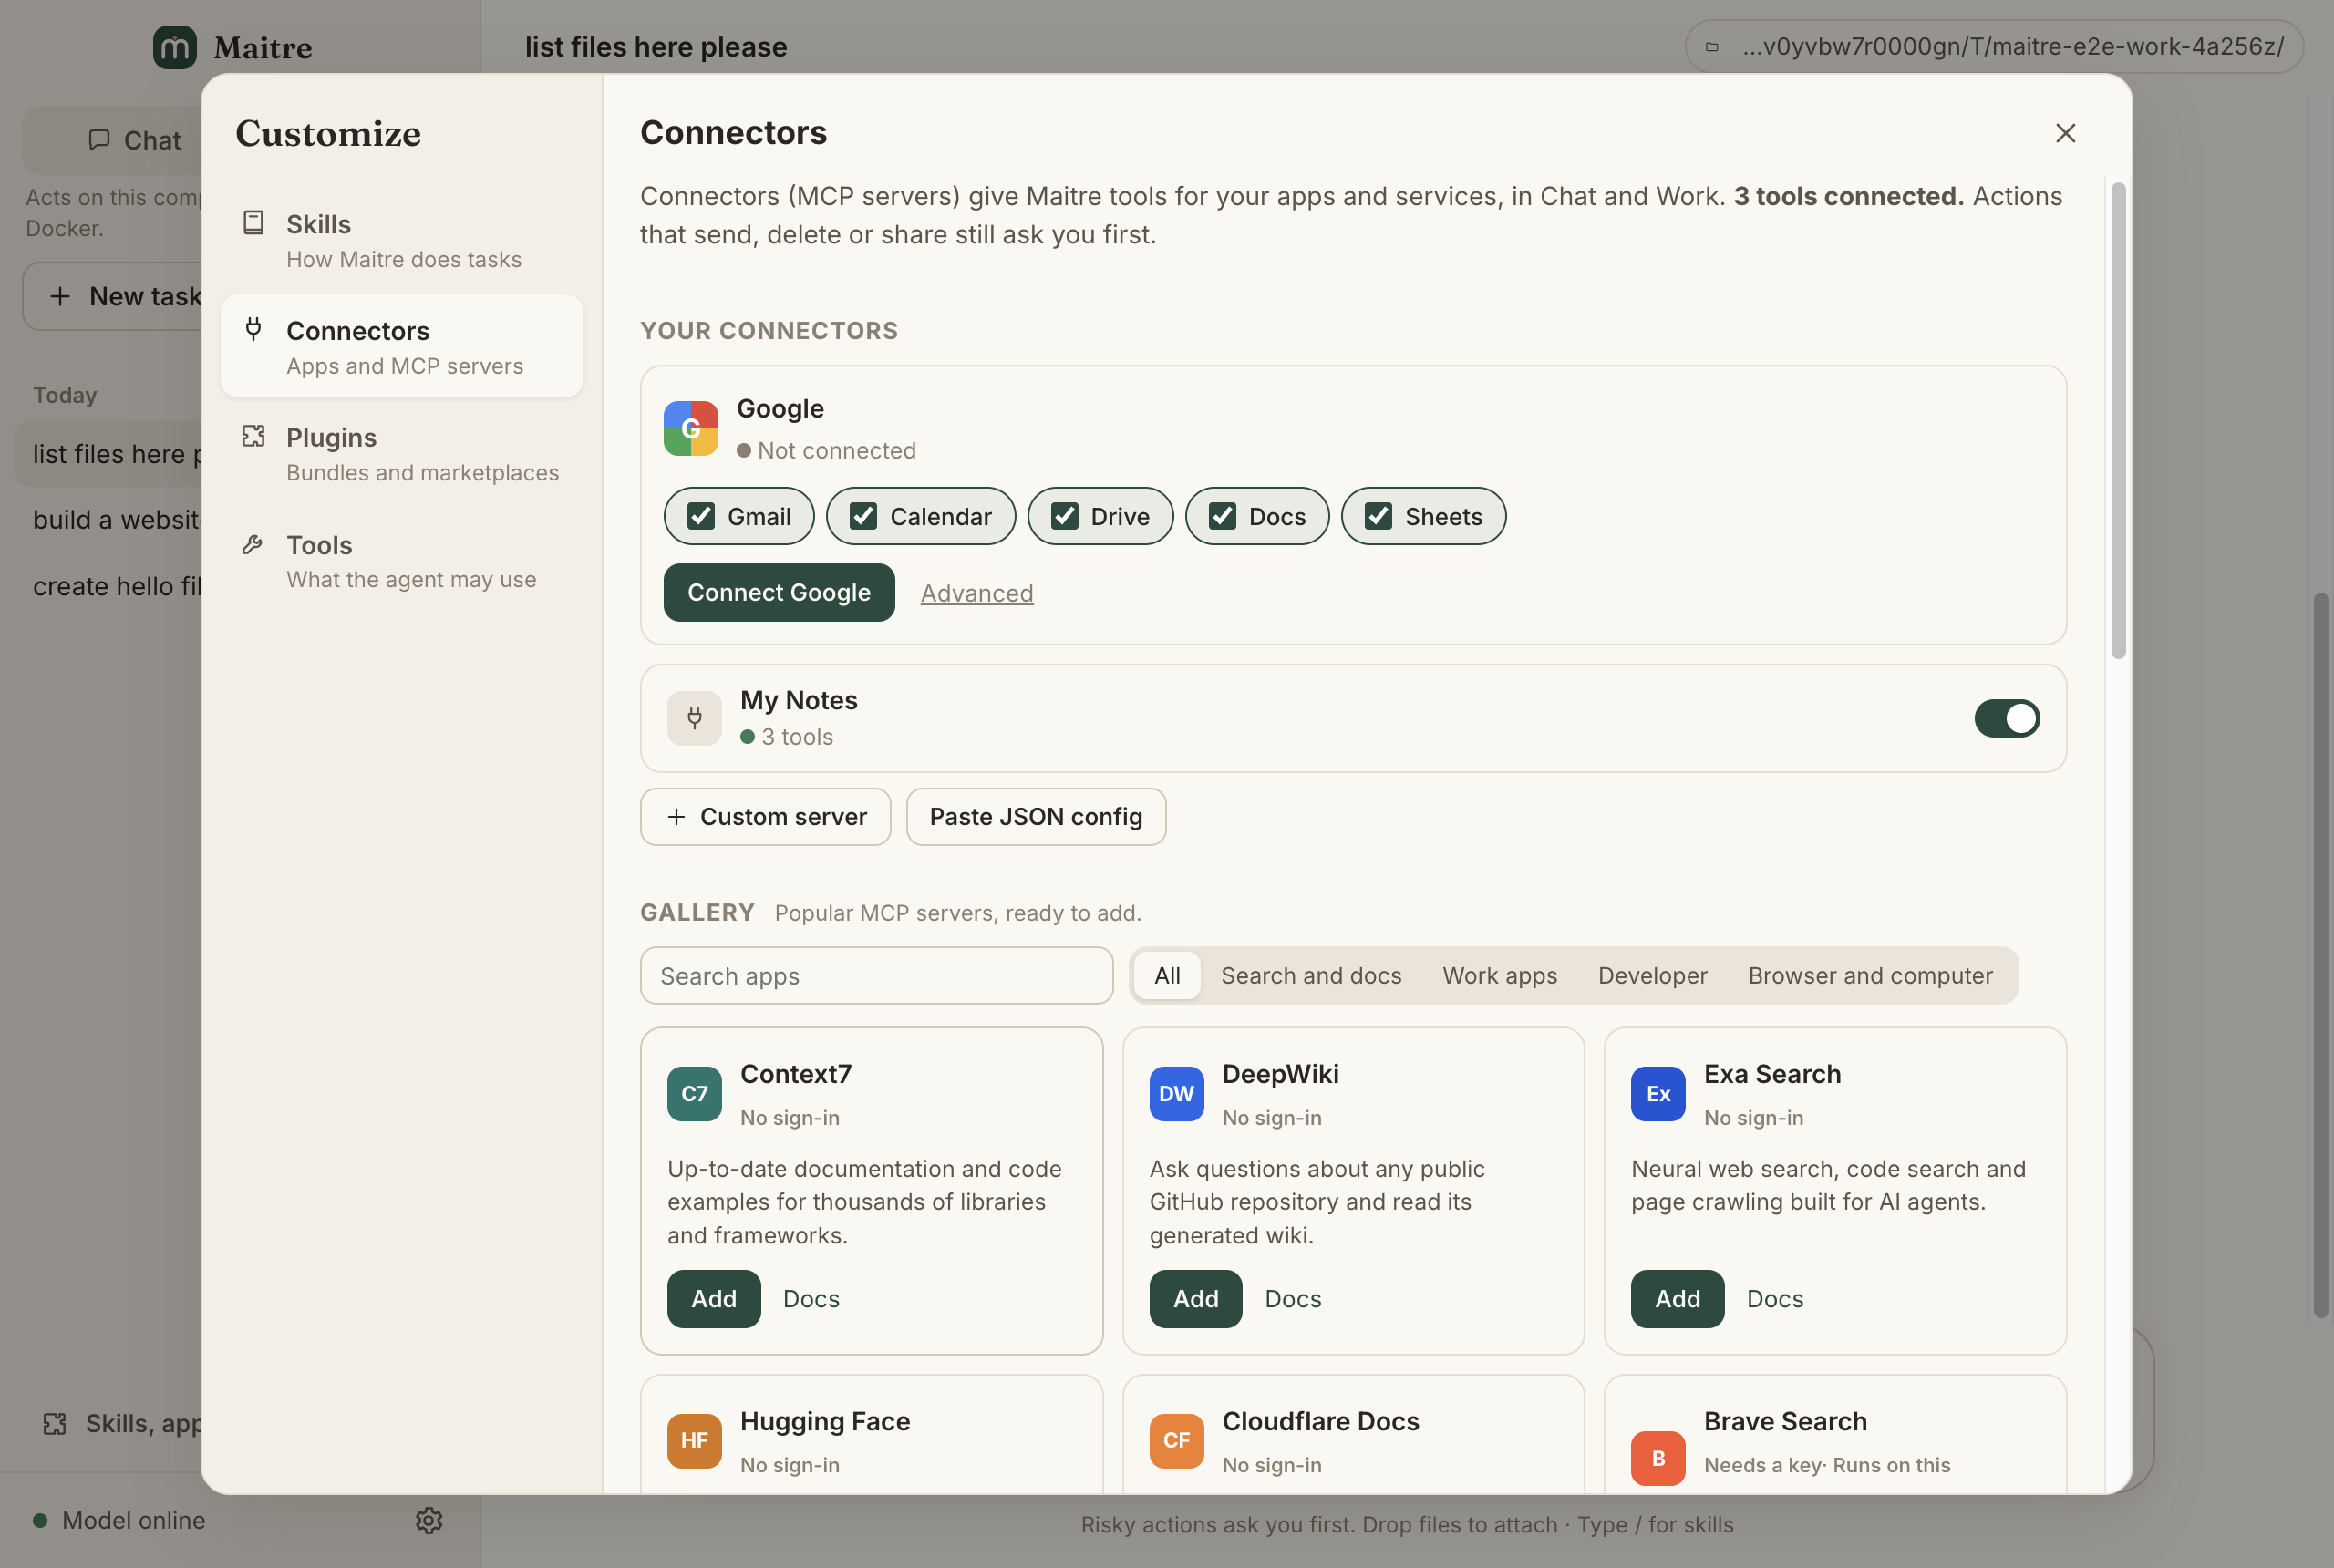 Maitre
list files here please
...v0yvbw7r0000gn/T/maitre-e2e-work-4a256z/
Chat
Acts on this comp
Docker.
New task
Today
list files here p
build a websit
create hello fil
Skills, app
Model online
Customize
Skills
How Maitre does tasks
Connectors
Apps and MCP servers
Plugins
Bundles and marketplaces
Tools
What the agent may use
Connectors
Connectors (MCP servers) give Maitre tools for your apps and services, in Chat and Work. 3 tools connected. Actions
that send, delete or share still ask you first.
YOUR CONNECTORS
G
Google
Not connected
Gmail Calendar Drive Docs Sheets
Connect Google Advanced
My Notes
3 tools
Custom server Paste JSON config
GALLERY Popular MCP servers, ready to add.
Search apps All Search and docs Work apps Developer Browser and computer
C7
Context7
No sign-in
Up-to-date documentation and code
examples for thousands of libraries
and frameworks.
Add Docs
DW
DeepWiki
No sign-in
Ask questions about any public
GitHub repository and read its
generated wiki.
Add Docs
Ex
Exa Search
No sign-in
Neural web search, code search and
page crawling built for AI agents.
Add Docs
HF
Hugging Face
No sign-in
CF
Cloudflare Docs
No sign-in
B
Brave Search
Needs a key· Runs on this
Risky actions ask you first. Drop files to attach · Type / for skills